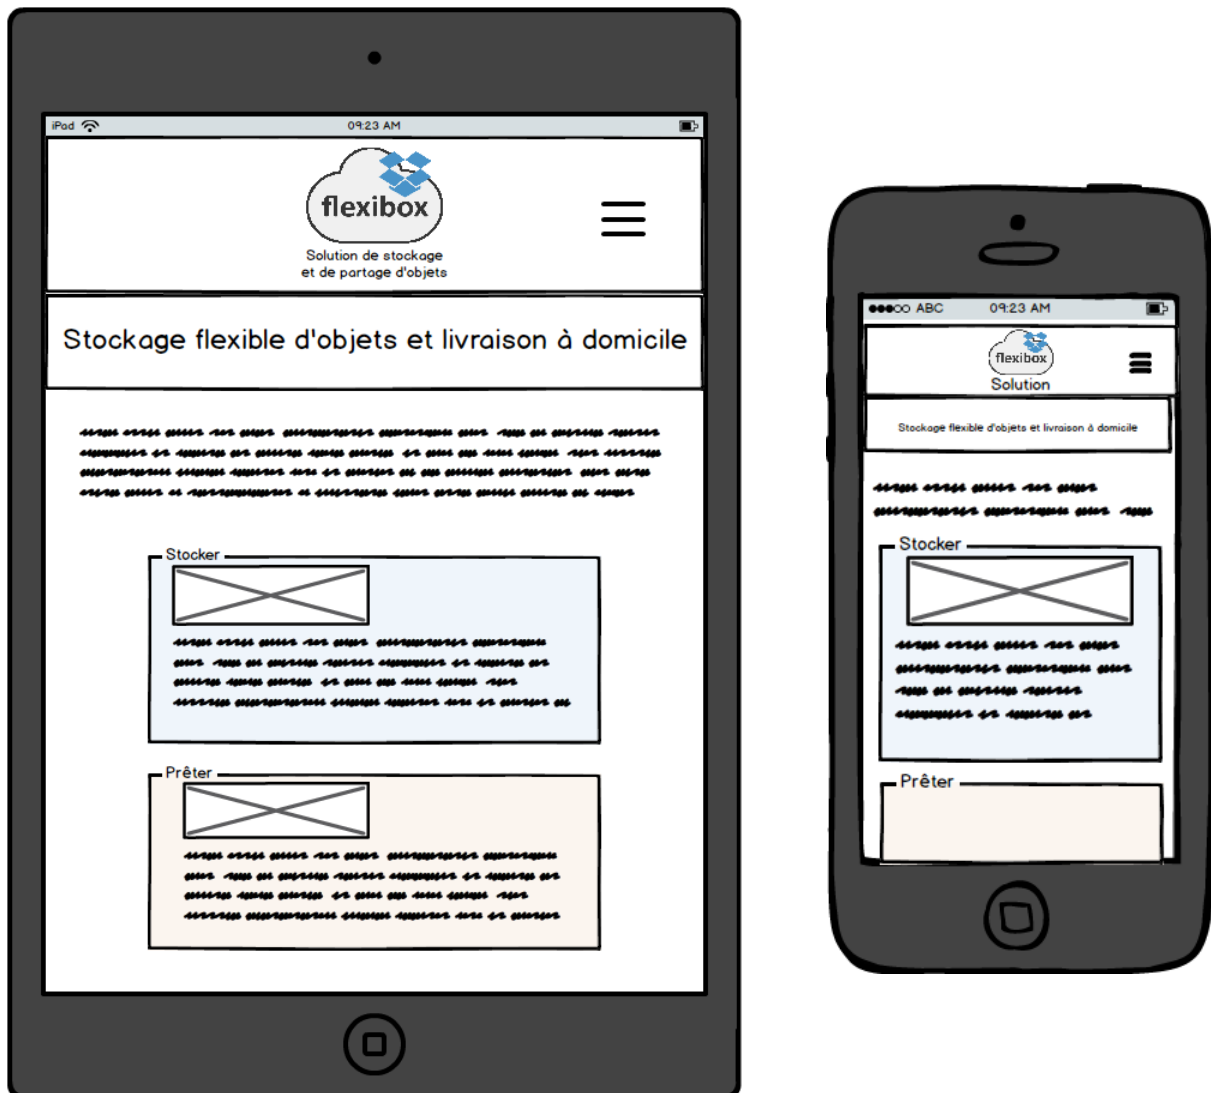 iPad 09:23 AM
flexibox
Solution de stockage
et de partage d'objets
Stockage flexible d'objets et livraison à domicile
Stocker
Prêter
ABC 09:23 AM
flexibox
Solution
Stockage flexible d'objets et livraison à domicile
Stocker
Prêter